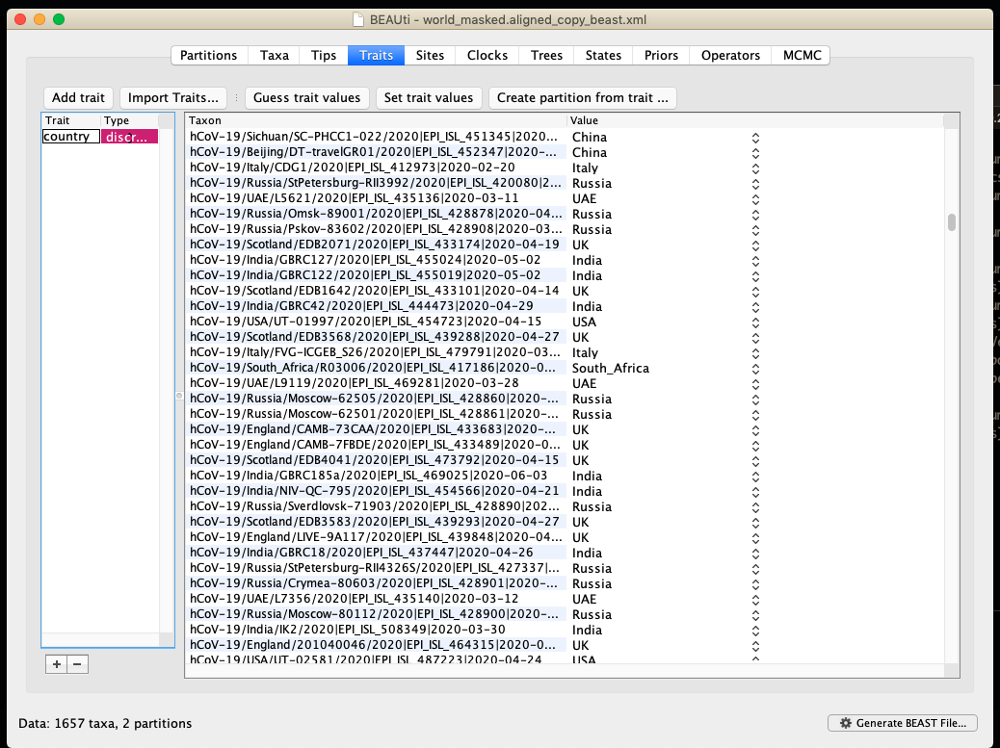 BEAUti - world_masked.aligned_copy_beast.xml
Partitions Taxa Tips Traits Sites Clocks Trees States Priors Operators MCMC
Add trait Import Traits... Guess trait values Set trait values Create partition from trait ...
Trait Type Taxon Value
country discr... hCoV-19/Sichuan/SC-PHCC1-022/2020|EPI_ISL_451345|2020... China
hCoV-19/Beijing/DT-travelGR01/2020|EPI_ISL_452347|2020-... China
hCoV-19/Italy/CDG1/2020|EPI_ISL_412973|2020-02-20 Italy
hCoV-19/Russia/StPetersburg-RII3992/2020|EPI_ISL_420080|2... Russia
hCoV-19/UAE/L5621/2020|EPI_ISL_435136|2020-03-11 UAE
hCoV-19/Russia/Omsk-89001/2020|EPI_ISL_428878|2020-04... Russia
hCoV-19/Russia/Pskov-83602/2020|EPI_ISL_428908|2020-03... Russia
hCoV-19/Scotland/EDB2071/2020|EPI_ISL_433174|2020-04-19 UK
hCoV-19/India/GBRC127/2020|EPI_ISL_455024|2020-05-02 India
hCoV-19/India/GBRC122/2020|EPI_ISL_455019|2020-05-02 India
hCoV-19/Scotland/EDB1642/2020|EPI_ISL_433101|2020-04-14 UK
hCoV-19/India/GBRC42/2020|EPI_ISL_444473|2020-04-29 India
hCoV-19/USA/UT-01997/2020|EPI_ISL_454723|2020-04-15 USA
hCoV-19/Scotland/EDB3568/2020|EPI_ISL_439288|2020-04-27 UK
hCoV-19/Italy/FVG-ICGEB_S26/2020|EPI_ISL_479791|2020-03... Italy
hCoV-19/South_Africa/R03006/2020|EPI_ISL_417186|2020-0... South_Africa
hCoV-19/UAE/L9119/2020|EPI_ISL_469281|2020-03-28 UAE
hCoV-19/Russia/Moscow-62505/2020|EPI_ISL_428860|2020-... Russia
hCoV-19/Russia/Moscow-62501/2020|EPI_ISL_428861|2020-... Russia
hCoV-19/England/CAMB-73CAA/2020|EPI_ISL_433683|2020-... UK
hCoV-19/England/CAMB-7FBDE/2020|EPI_ISL_433489|2020-0... UK
hCoV-19/Scotland/EDB4041/2020|EPI_ISL_473792|2020-04-15 UK
hCoV-19/India/GBRC185a/2020|EPI_ISL_469025|2020-06-03 India
hCoV-19/India/NIV-QC-795/2020|EPI_ISL_454566|2020-04-21 India
hCoV-19/Russia/Sverdlovsk-71903/2020|EPI_ISL_428890|202... Russia
hCoV-19/Scotland/EDB3583/2020|EPI_ISL_439293|2020-04-27 UK
hCoV-19/England/LIVE-9A117/2020|EPI_ISL_439848|2020-04... UK
hCoV-19/India/GBRC18/2020|EPI_ISL_437447|2020-04-26 India
hCoV-19/Russia/StPetersburg-RII4326S/2020|EPI_ISL_427337|... Russia
hCoV-19/Russia/Crymea-80603/2020|EPI_ISL_428901|2020-... Russia
hCoV-19/UAE/L7356/2020|EPI_ISL_435140|2020-03-12 UAE
hCoV-19/Russia/Moscow-80112/2020|EPI_ISL_428900|2020-... Russia
hCoV-19/India/IK2/2020|EPI_ISL_508349|2020-03-30 India
hCoV-19/England/201040046/2020|EPI_ISL_464315|2020-0... UK
hCoV-19/USA/UT-02581/2020|EPI_ISL_487223|2020-04-24 USA
+ −
Data: 1657 taxa, 2 partitions Generate BEAST File...